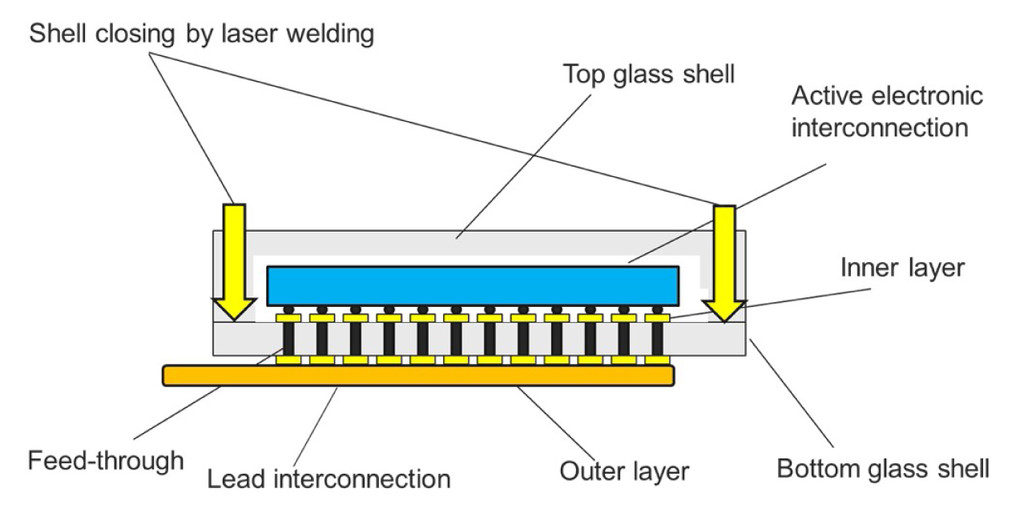 Shell closing by laser welding
Top glass shell
Active electronic
interconnection
Inner layer
Feed-through
Lead interconnection
Outer layer
Bottom glass shell